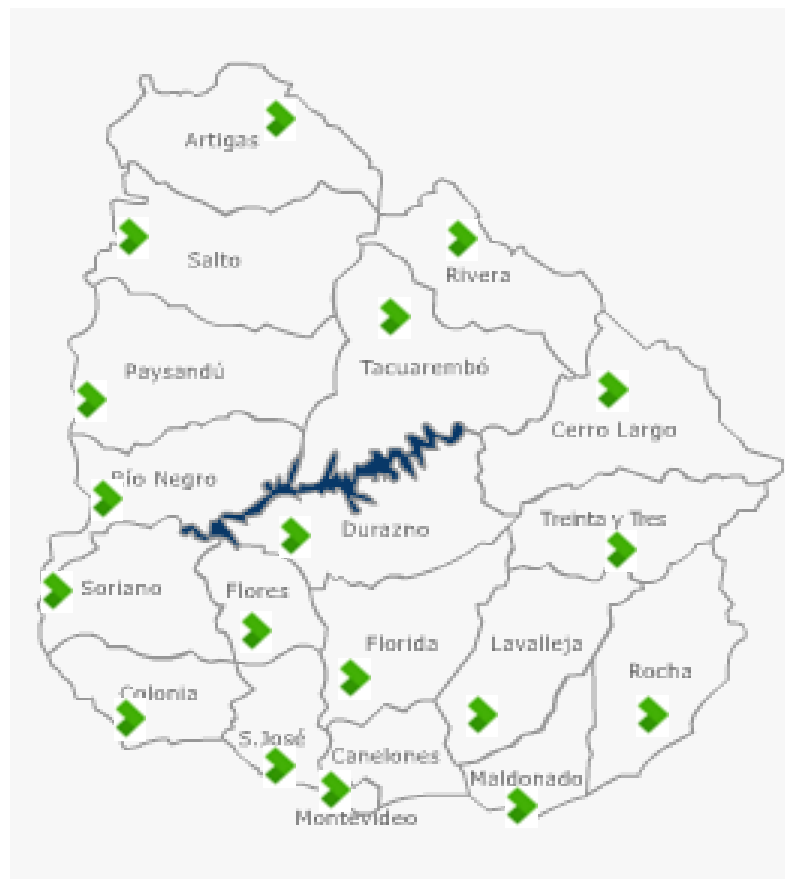 Artigas
Salto
Rivera
Paysandú
Tacuarembó
Cerro Largo
Río Negro
Durazno
Treinta y Tres
Soriano
Flores
Florida
Lavalleja
Rocha
Colonia
S.José
Canelones
Maldonado
Montevideo